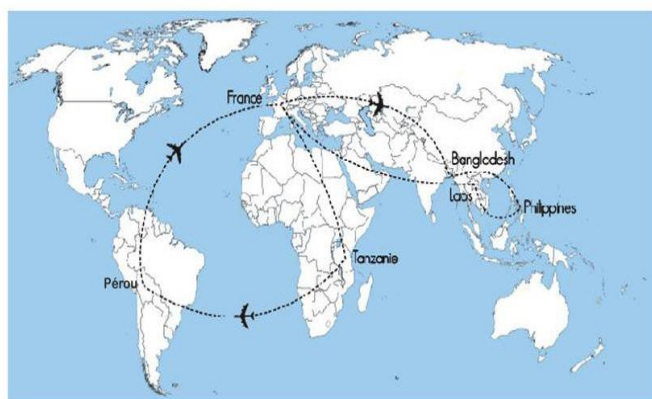 France
Bangladesh
Laos
Philippines
Tanzanie
Pérou